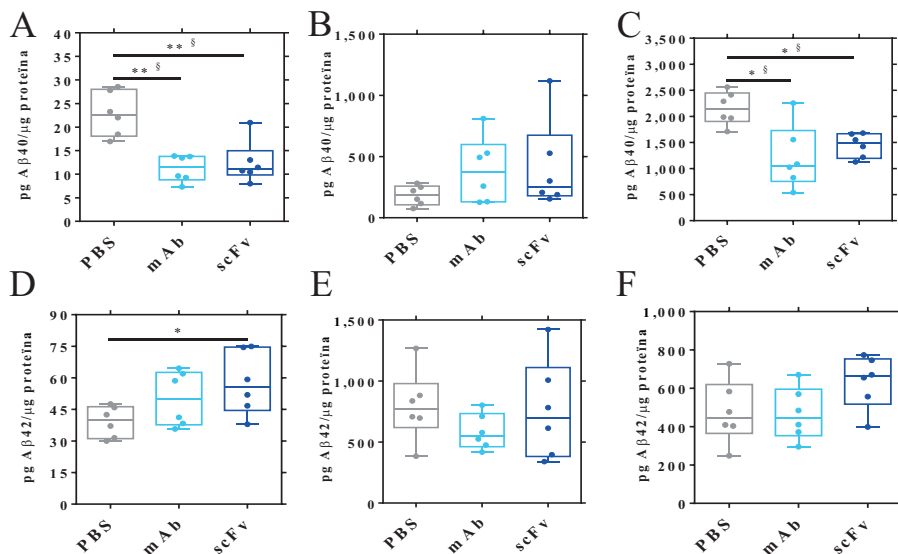 A
pg Aβ40/µg proteïna
40
35
30
25
20
15
10
5
0
** §
** §
PBS
mAb
scFv
B
pg Aβ40/µg proteïna
1,500
1,000
500
0
PBS
mAb
scFv
C
pg Aβ40/µg proteïna
3,500
3,000
2,500
2,000
1,500
1,000
500
0
* §
* §
PBS
mAb
scFv
D
pg Aβ42/µg proteïna
90
75
60
45
30
15
0
*
PBS
mAb
scFv
E
pg Aβ42/µg proteïna
1,500
1,000
500
0
PBS
mAb
scFv
F
pg Aβ42/µg proteïna
1,000
800
600
400
200
0
PBS
mAb
scFv